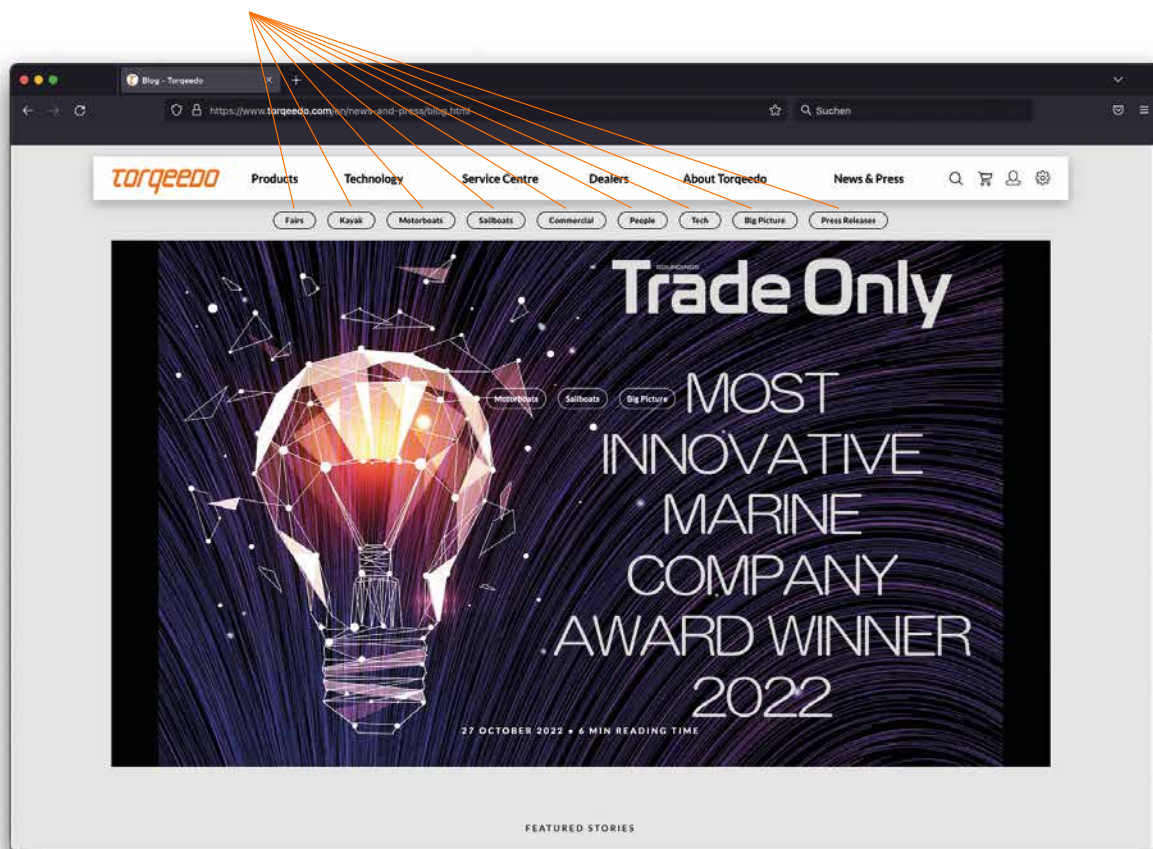 Blog - Torqeedo
https://www.torqeedo.com/en/news-and-press/blog.html
Suchen
TORQEEDO Products Technology Service Centre Dealers About Torqeedo News & Press
Fairs Kayak Motorboats Sailboats Commercial People Tech Big Picture Press Releases
SOUNDINGS
Trade Only
Motorboats Sailboats Big Picture
MOST
INNOVATIVE
MARINE
COMPANY
AWARD WINNER
2022
27 OCTOBER 2022 • 6 MIN READING TIME
FEATURED STORIES